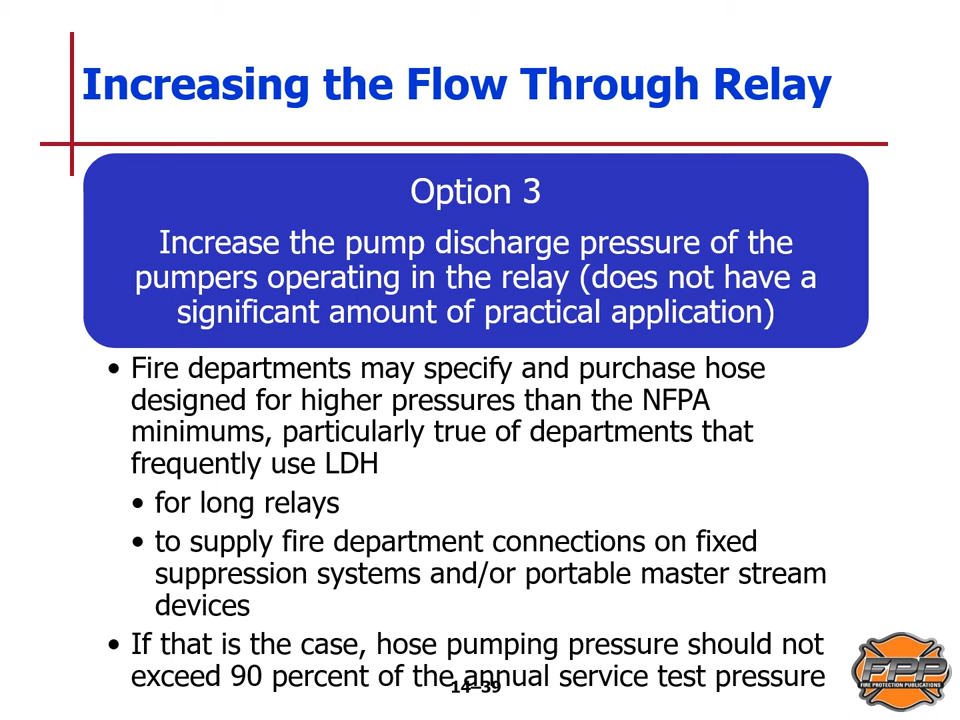 Increasing the Flow Through Relay
Option 3
Increase the pump discharge pressure of the
pumpers operating in the relay (does not have a
significant amount of practical application)
• Fire departments may specify and purchase hose
designed for higher pressures than the NFPA
minimums, particularly true of departments that
frequently use LDH
• for long relays
• to supply fire department connections on fixed
suppression systems and/or portable master stream
devices
• If that is the case, hose pumping pressure should not
exceed 90 percent of the annual service test pressure
14–39
FPP
FIRE PROTECTION PUBLICATIONS